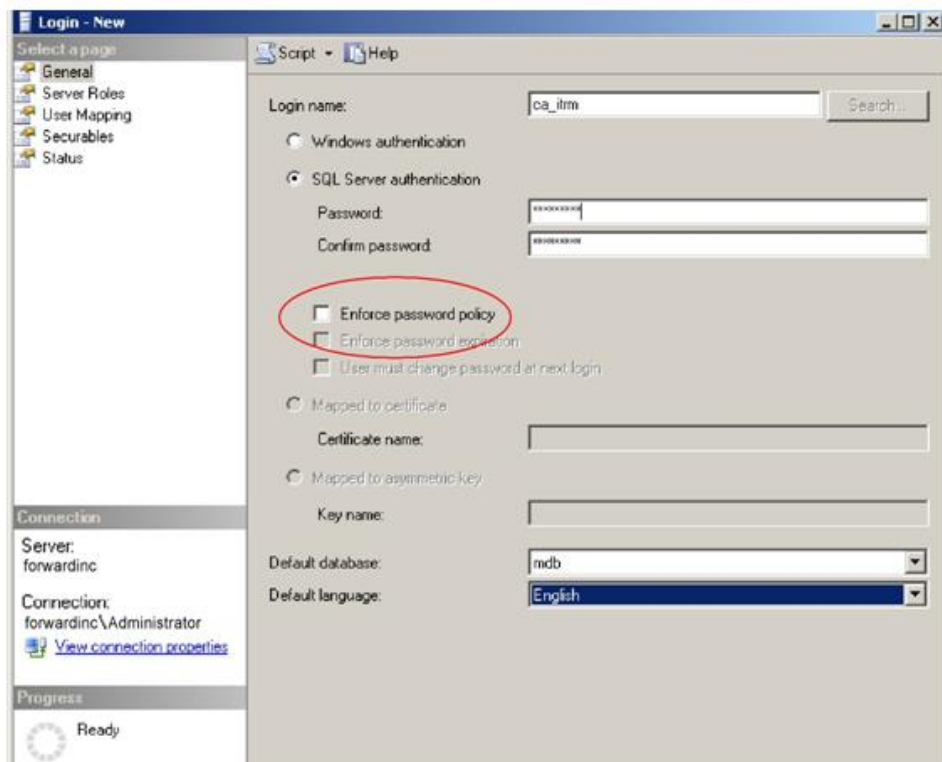 Login - New
Select a page
General
Server Roles
User Mapping
Securables
Status
Script
Help
Login name:
ca_itrm
Search...
Windows authentication
SQL Server authentication
Password:
*********
Confirm password:
*********
Enforce password policy
Enforce password expiration
User must change password at next login
Mapped to certificate
Certificate name:
Mapped to asymmetric key
Key name:
Default database:
mdb
Default language:
English
Connection
Server:
forwardinc
Connection:
forwardinc\Administrator
View connection properties
Progress
Ready